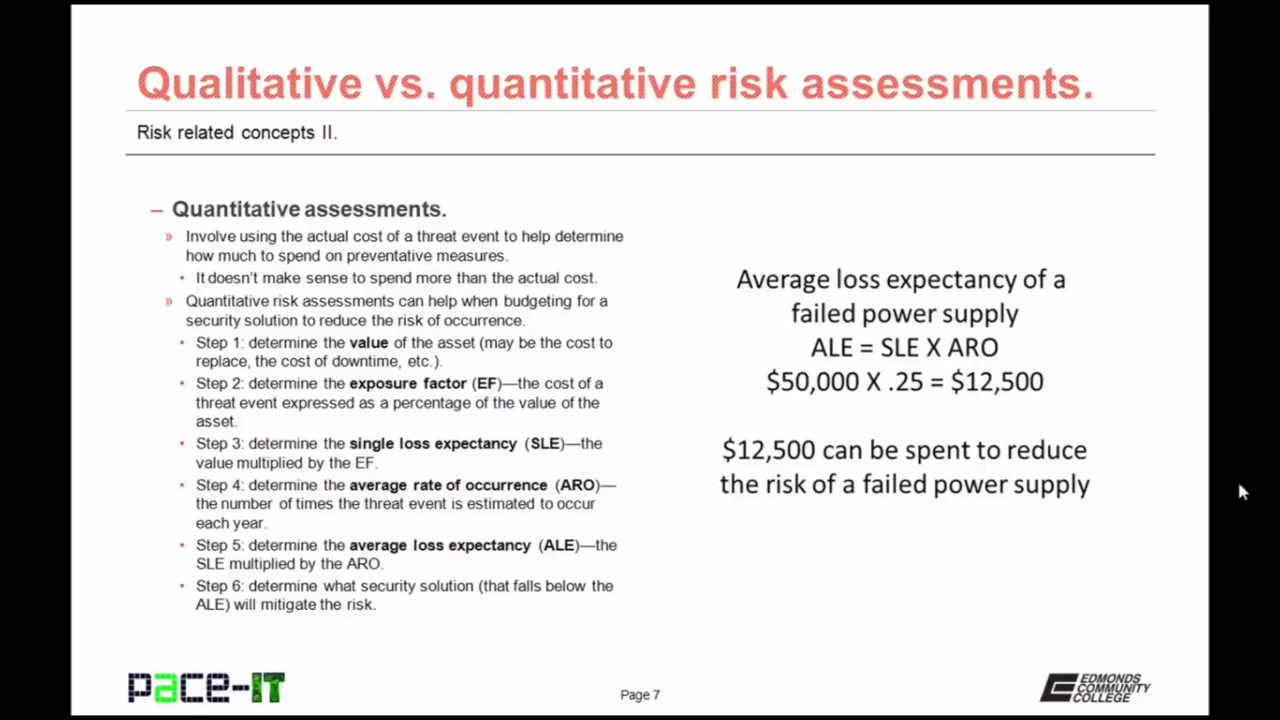 Qualitative vs. quantitative risk assessments.
Risk related concepts II.
– Quantitative assessments.
» Involve using the actual cost of a threat event to help determine
how much to spend on preventative measures.
• It doesn't make sense to spend more than the actual cost.
» Quantitative risk assessments can help when budgeting for a
security solution to reduce the risk of occurrence.
• Step 1: determine the value of the asset (may be the cost to
replace, the cost of downtime, etc.).
• Step 2: determine the exposure factor (EF)—the cost of a
threat event expressed as a percentage of the value of the
asset.
• Step 3: determine the single loss expectancy (SLE)—the
value multiplied by the EF.
• Step 4: determine the average rate of occurrence (ARO)—
the number of times the threat event is estimated to occur
each year.
• Step 5: determine the average loss expectancy (ALE)—the
SLE multiplied by the ARO.
• Step 6: determine what security solution (that falls below the
ALE) will mitigate the risk.
Average loss expectancy of a
failed power supply
ALE = SLE X ARO
$50,000 X .25 = $12,500
$12,500 can be spent to reduce
the risk of a failed power supply
pace-IT
Page 7
EDMONDS
COMMUNITY
COLLEGE